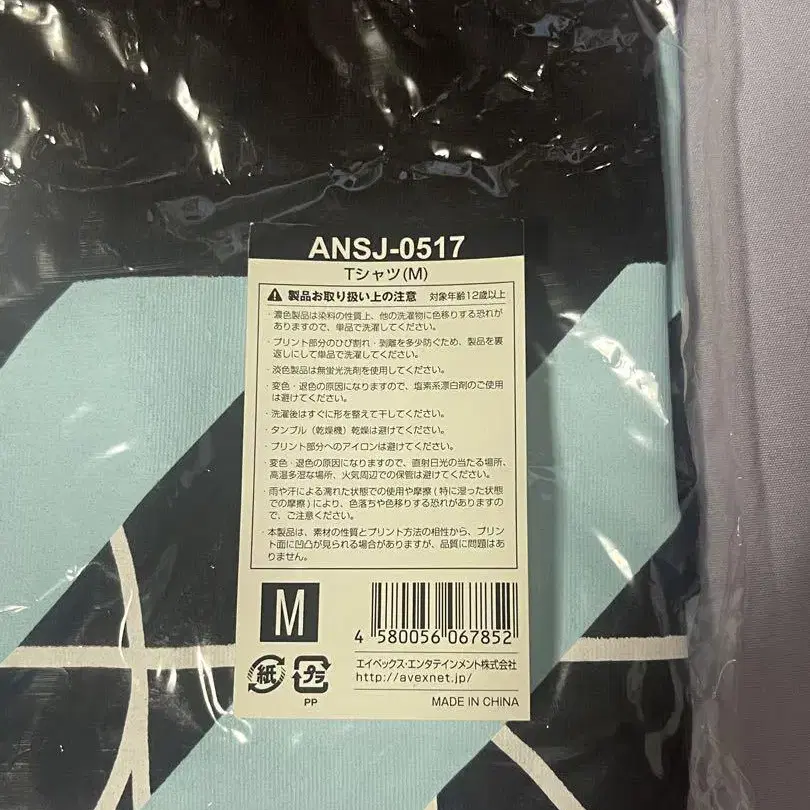 ANSJ-0517
Tシャツ(M)
製品お取り扱い上の注意 対象年齢12歳以上
・濃色製品は染料の性質上、他の洗濯物に色移りする恐れが
ありますので、単品で洗濯してください。
・プリント部分のひび割れ・剥離を多少防ぐため、製品を裏
返しにして単品で洗濯してください。
・淡色製品は無蛍光洗剤を使用してください。
・変色・退色の原因になりますので、塩素系漂白剤のご使用
は避けてください。
・洗濯後はすぐに形を整えて干してください。
・タンブル（乾燥機）乾燥は避けてください。
・プリント部分へのアイロンは避けてください。
・変色・退色の原因になりますので、直射日光の当たる場所、
高温多湿な場所、火気周辺での保管は避けてください。
・雨や汗による濡れた状態での使用や摩擦(特に湿った状態
での摩擦)により、色落ちや色移りする恐れがありますの
で、ご注意ください。
・本製品は、素材の性質とプリント方法の相性から、プリン
ト面に凹凸が見られる場合がありますが、品質に問題はあ
りません。
M
4 580056 067852
エイベックス・エンタテインメント株式会社
http://avexnet.jp/
紙 プラ
PP
MADE IN CHINA